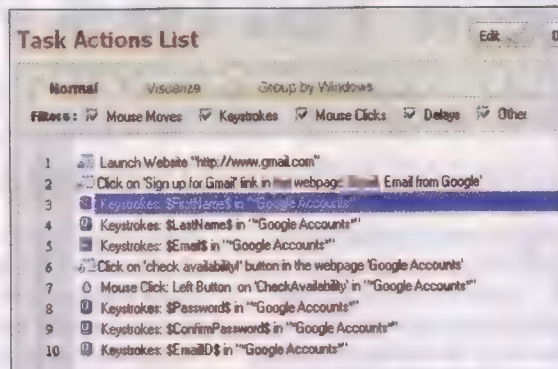 Task Actions List
Edit
Normal Visualize Group by Windows
Filters: Mouse Moves Keystrokes Mouse Clicks Delays Other
1 Launch Website "http://www.gmail.com"
2 Click on 'Sign up for Gmail' link in webpage Email from Google'
3 Keystrokes: $FirstName$ in "*Google Accounts*"
4 Keystrokes: $LastName$ in "*Google Accounts*"
5 Keystrokes: $Email$ in "*Google Accounts*"
6 Click on 'check availability!' button in the webpage 'Google Accounts'
7 Mouse Click: Left Button on 'CheckAvailability' in "*Google Accounts*"
8 Keystrokes: $Password$ in "*Google Accounts*"
9 Keystrokes: $ConfirmPassword$ in "*Google Accounts*"
10 Keystrokes: $EmailID$ in "*Google Accounts*"